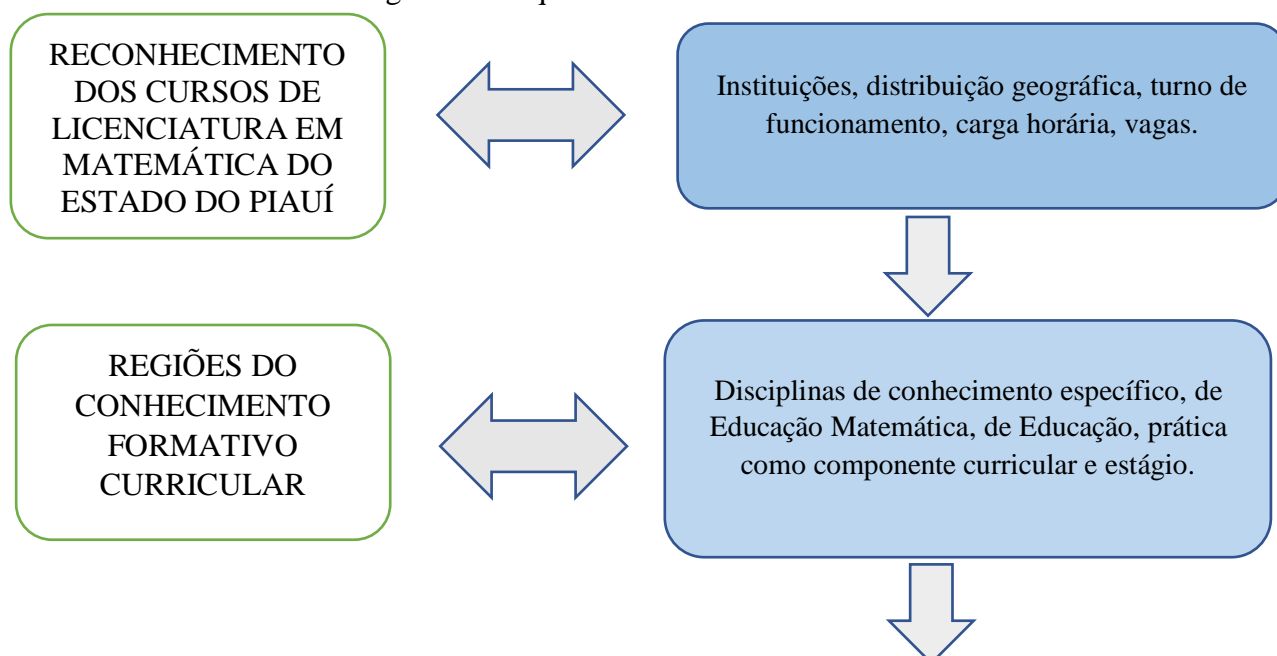 RECONHECIMENTO
DOS CURSOS DE
LICENCIATURA EM
MATEMÁTICA DO
ESTADO DO PIAUÍ
Instituições, distribuição geográfica, turno de
funcionamento, carga horária, vagas.
REGIÕES DO
CONHECIMENTO
FORMATIVO
CURRICULAR
Disciplinas de conhecimento específico, de
Educação Matemática, de Educação, prática
como componente curricular e estágio.